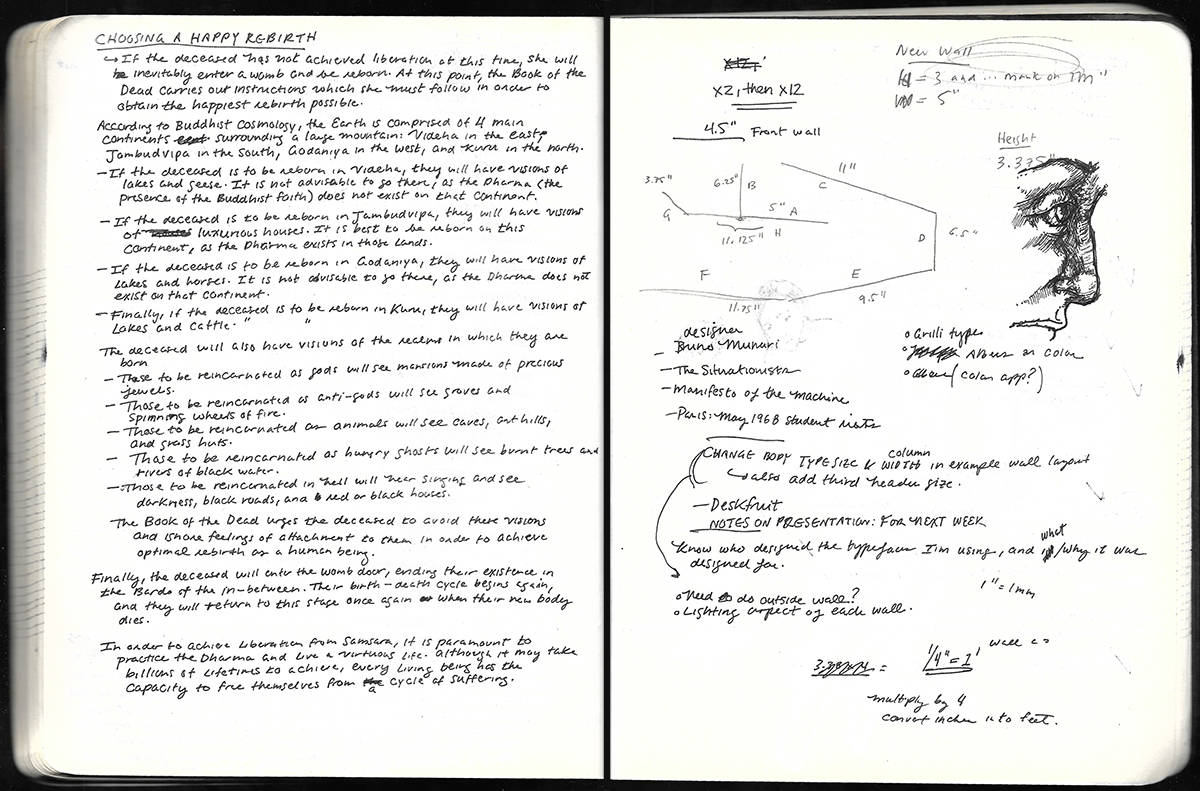 CHOOSING A HAPPY REBIRTH
↳ If the deceased has not achieved liberation at this time, she will
inevitably enter a womb and be reborn. At this point, the Book of the
Dead carries out instructions which she must follow in order to
obtain the happiest rebirth possible.
According to Buddhist Cosmology, the Earth is comprised of 4 main
continents surrounding a large mountain: Videha in the east,
Jambudvipa in the South, Godaniya in the west, and Kuru in the north.
- If the deceased is to be reborn in Videha, they will have visions of
lakes and geese. It is not advisable to go there, as the Dharma (the
presence of the Buddhist faith) does not exist on that continent.
- If the deceased is to be reborn in Jambudvipa, they will have visions
of luxurious houses. It is best to be reborn on this
continent, as the Dharma exists in those lands.
- If the deceased is to be reborn in Godaniya, they will have visions of
lakes and horses. It is not advisable to go there, as the Dharma does not
exist on that continent.
- Finally, if the deceased is to be reborn in Kuru, they will have visions of
Lakes and Cattle. " "
The deceased will also have visions of the realms in which they are
born
- Those to be reincarnated as gods will see mansions made of precious
jewels.
- Those to be reincarnated as anti-gods will see groves and
spinning wheels of fire.
- Those to be reincarnated as animals will see caves, ant hills,
and grass huts.
- Those to be reincarnated as hungry ghosts will see burnt trees and
rivers of black water.
- Those to be reincarnated in hell will hear singing and see
darkness, black roads, and red or black houses.
The Book of the Dead urges the deceased to avoid these visions
and ignore feelings of attachment to them in order to achieve
optimal rebirth as a human being.
Finally, the deceased will enter the womb door, ending their existence in
the Bardo of the in-between. Their birth-death cycle begins again,
and they will return to this stage once again when their new body
dies.
In order to achieve liberation from Samsara, it is paramount to
practice the Dharma and live a virtuous life. Although it may take
billions of lifetimes to achieve, every living being has the
capacity to free themselves from a cycle of suffering.
x2, then x12
New Wall
= 3 and ... mark on
= 5"
4.5" Front wall
Height
3.375"
3.75"
6.25"
B
C
11"
G
5"
A
11.125"
H
D
6.5"
F
E
11.75"
9.5"
designer
- Bruno Munari
- The Situationists
- Manifesto of the machine
- Paris: May 1968 student riots
o Grilli type
o Albers on color
o (color app?)
CHANGE BODY TYPE SIZE & column WIDTH in example wall layout
↳ also add third header size.
- Deskfruit
NOTES ON PRESENTATION: FOR NEXT WEEK
Know who designed the typeface I'm using, and what/why it was
designed for.
o Need to do outside wall?
o Lighting aspect of each wall.
1" = 1mm
wall
= 1/4" = 1'
multiply by 4
convert inches into feet.